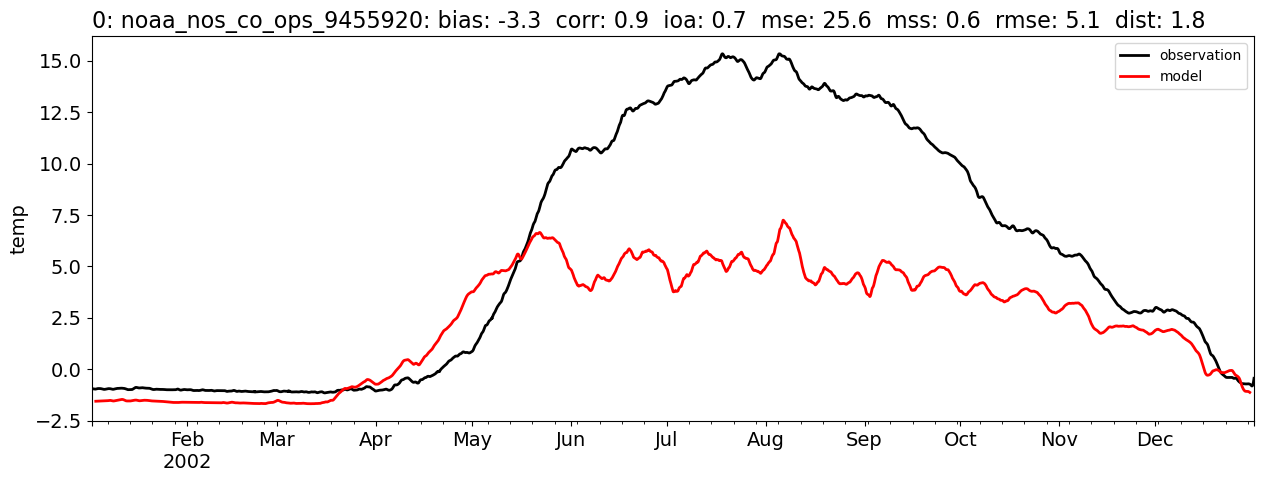 0: noaa_nos_co_ops_9455920: bias: -3.3  corr: 0.9  ioa: 0.7  mse: 25.6  mss: 0.6  rmse: 5.1  dist: 1.8
observation
model
temp
15.0
12.5
10.0
7.5
5.0
2.5
0.0
−2.5
Feb Mar Apr May Jun Jul Aug Sep Oct Nov Dec
2002